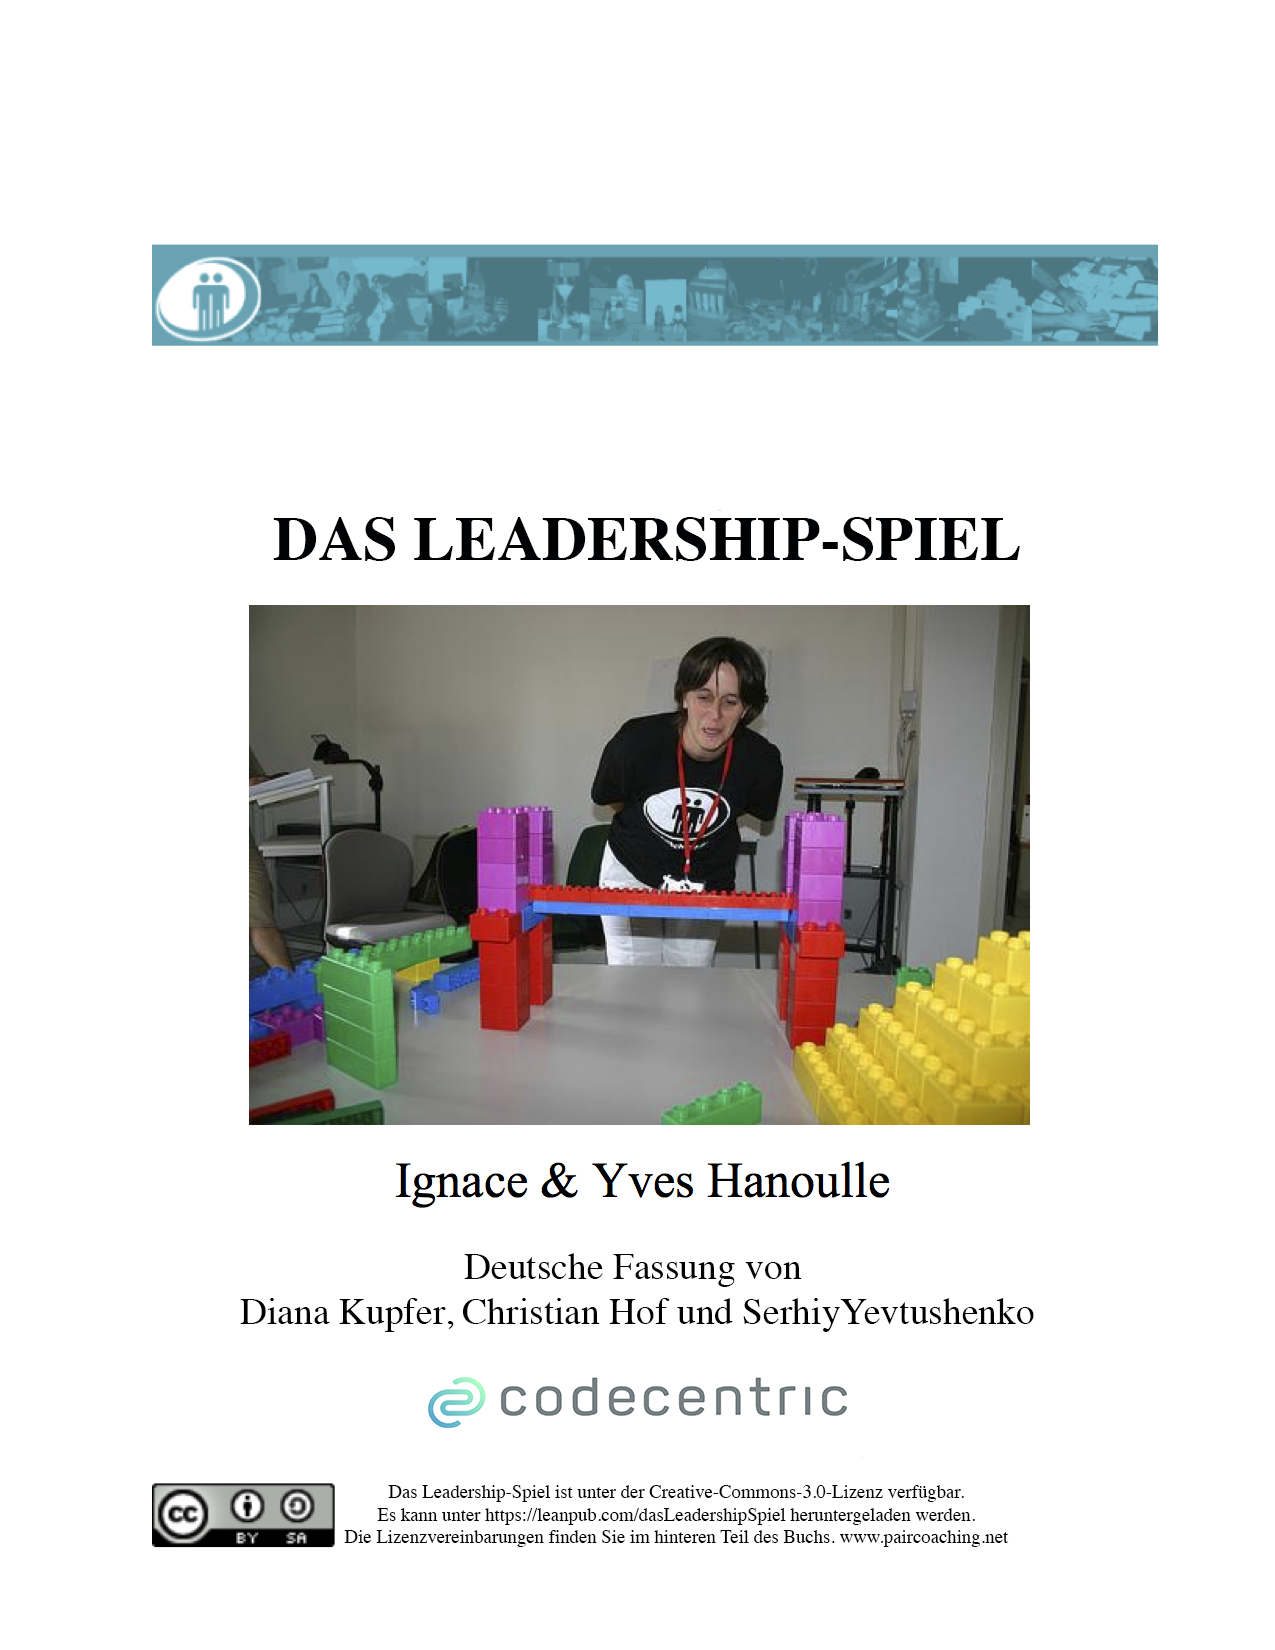 DAS LEADERSHIP-SPIEL
Ignace & Yves Hanoulle
Deutsche Fassung von
Diana Kupfer, Christian Hof und SerhiyYevtushenko
codecentric
Das Leadership-Spiel ist unter der Creative-Commons-3.0-Lizenz verfügbar.
Es kann unter https://leanpub.com/dasLeadershipSpiel heruntergeladen werden.
Die Lizenzvereinbarungen finden Sie im hinteren Teil des Buchs. www.paircoaching.net
cc
BY SA